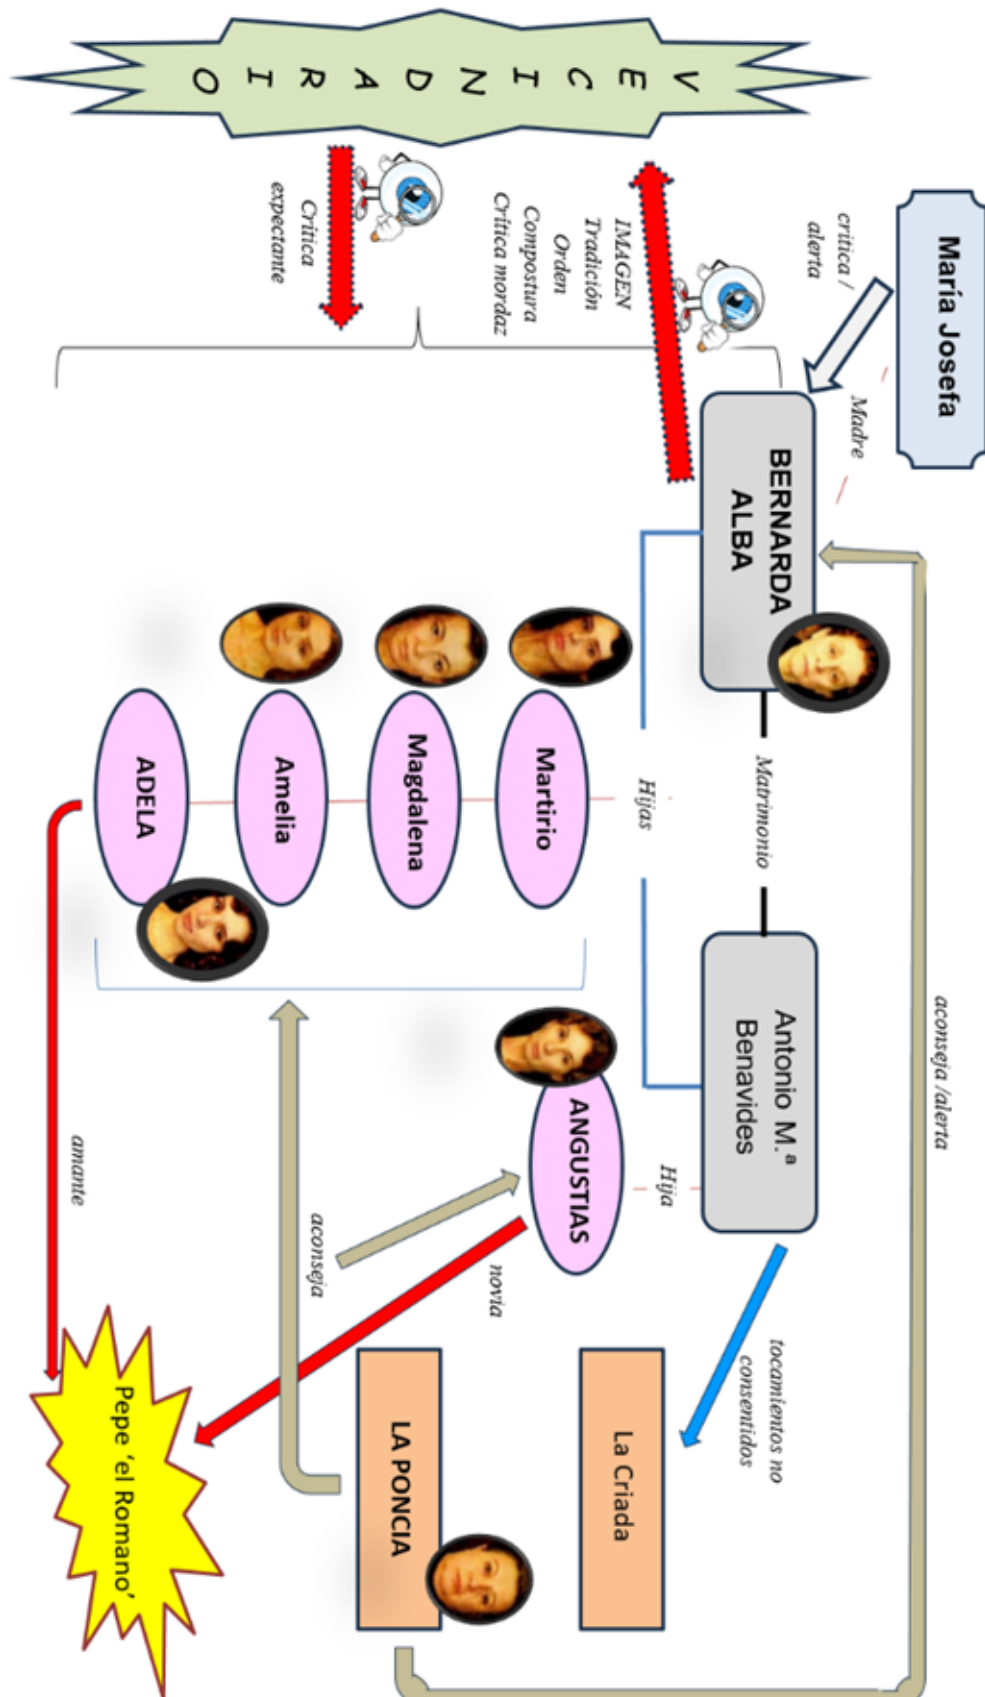 María Josefa
aconseja /alerta
critica /
alerta
Madre
BERNARDA
ALBA
Matrimonio
Antonio M.ª
Benavides
tocamientos no
consentidos
VECINDARIO
IMAGEN
Tradición
Orden
Compostura
Crítica mordaz
Hijas
Hija
Martirio
ANGUSTIAS
La Criada
novia
Magdalena
LA PONCIA
Crítica
expectante
Amelia
aconseja
ADELA
amante
Pepe ‘el Romano’